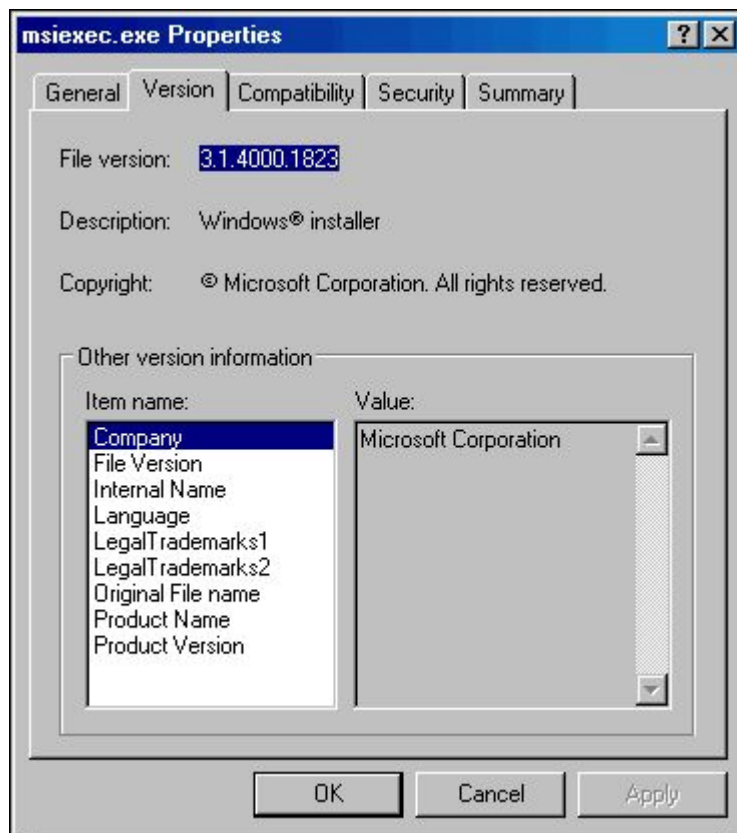 msiexec.exe Properties
General Version Compatibility Security Summary
File version: 3.1.4000.1823
Description: Windows® installer
Copyright: © Microsoft Corporation. All rights reserved.
Other version information
Item name: Value:
Company Microsoft Corporation
File Version
Internal Name
Language
LegalTrademarks1
LegalTrademarks2
Original File name
Product Name
Product Version
OK Cancel Apply